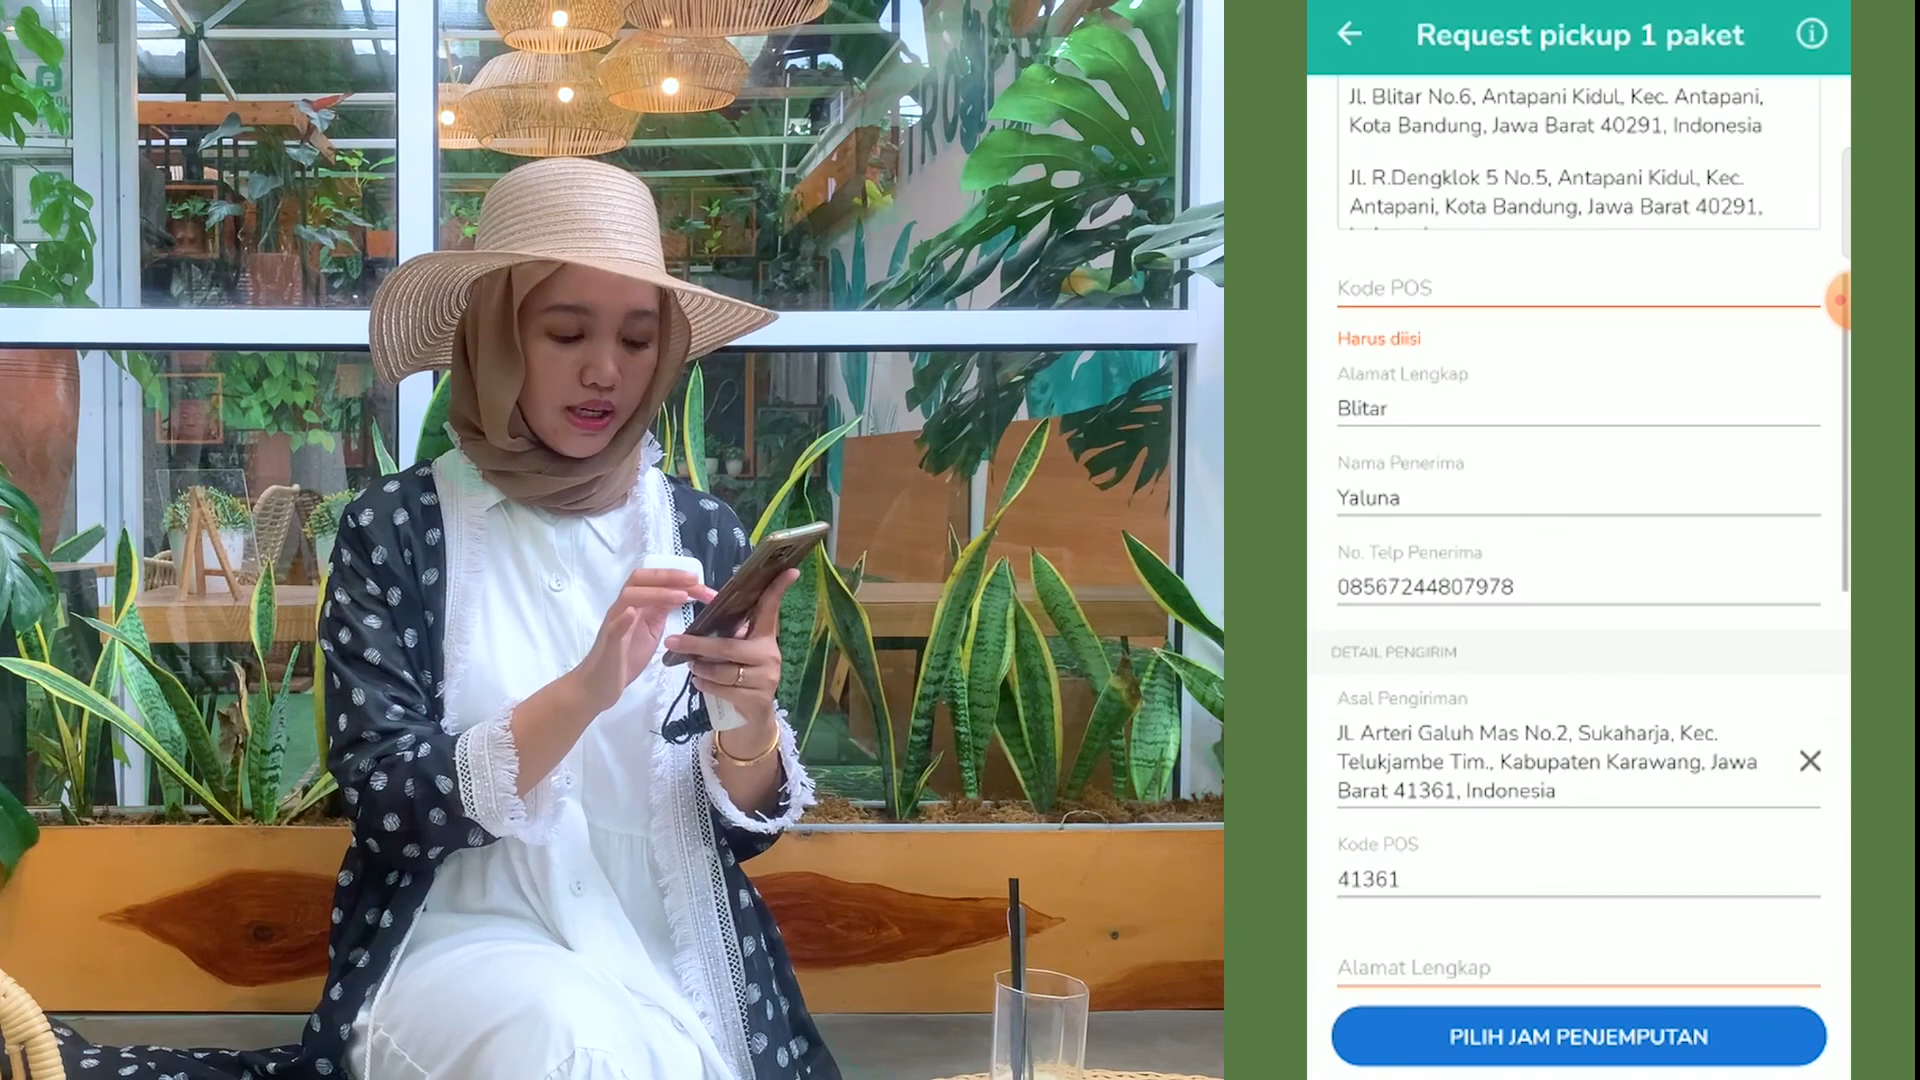 Request pickup 1 paket
Jl. Blitar No.6, Antapani Kidul, Kec. Antapani,
Kota Bandung, Jawa Barat 40291, Indonesia
Jl. R.Dengklok 5 No.5, Antapani Kidul, Kec.
Antapani, Kota Bandung, Jawa Barat 40291,
Kode POS
Harus diisi
Alamat Lengkap
Blitar
Nama Penerima
Yaluna
No. Telp Penerima
08567244807978
DETAIL PENGIRIM
Asal Pengiriman
Jl. Arteri Galuh Mas No.2, Sukaharja, Kec.
Telukjambe Tim., Kabupaten Karawang, Jawa
Barat 41361, Indonesia
Kode POS
41361
Alamat Lengkap
PILIH JAM PENJEMPUTAN